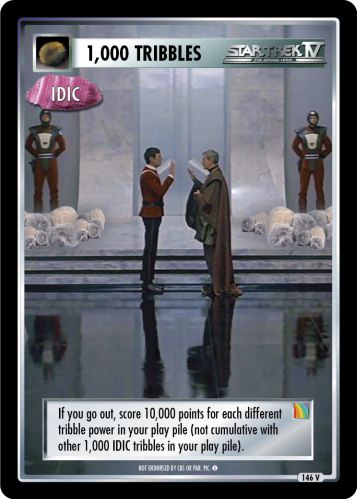 1,000 TRIBBLES
STAR TREK IV
THE VOYAGE HOME
IDIC
If you go out, score 10,000 points for each different
tribble power in your play pile (not cumulative with
other 1,000 IDIC tribbles in your play pile).
146 V
NOT ENDORSED BY CBS OR PAR. PIC.